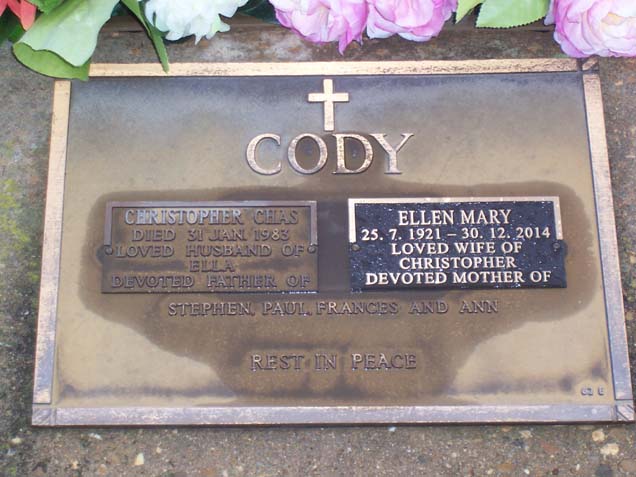 CODY
CHRISTOPHER CHAS
DIED 31 JAN. 1983
LOVED HUSBAND OF
ELLA
DEVOTED FATHER OF
ELLEN MARY
25. 7. 1921 – 30. 12. 2014
LOVED WIFE OF
CHRISTOPHER
DEVOTED MOTHER OF
STEPHEN, PAUL, FRANCES AND ANN
REST IN PEACE